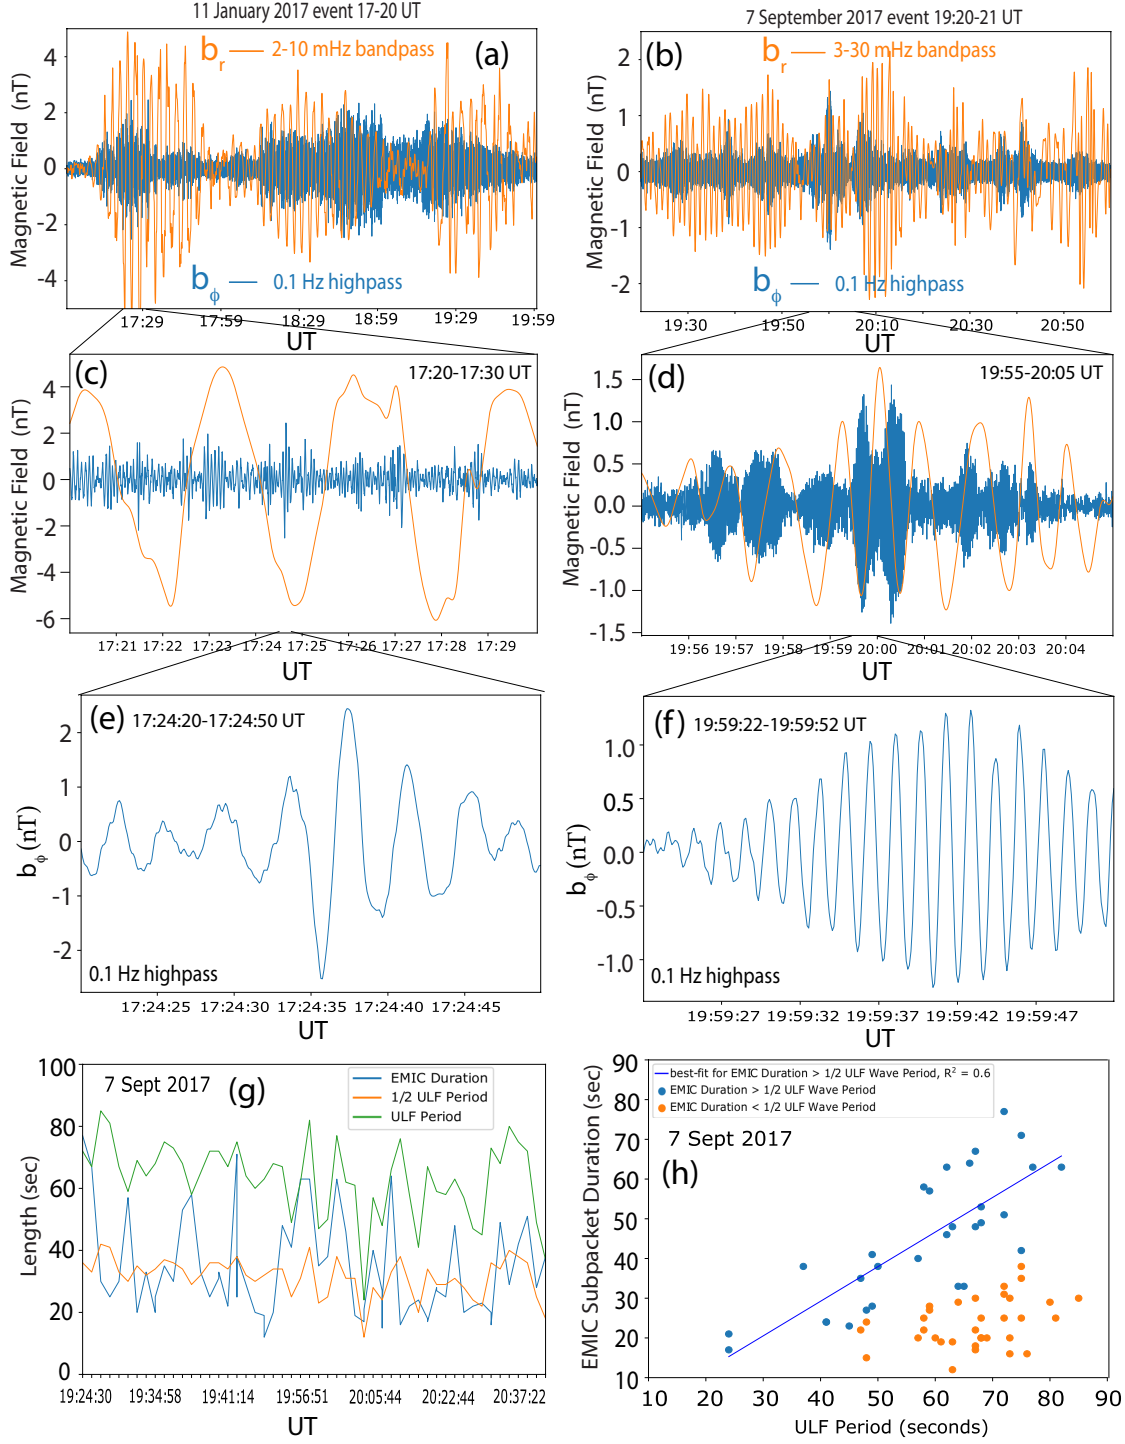 11 January 2017 event 17-20 UT
7 September 2017 event 19:20-21 UT
b_r — 2-10 mHz bandpass (a)
4
2
0
-2
-4
Magnetic Field (nT)
b_ϕ — 0.1 Hz highpass
17:29 17:59 18:29 18:59 19:29 19:59
UT
(b) b_r — 3-30 mHz bandpass
2
1
0
-1
-2
Magnetic Field (nT)
b_ϕ — 0.1 Hz highpass
19:30 19:50 20:10 20:30 20:50
UT
(c) 17:20-17:30 UT
4
2
0
-2
-4
-6
Magnetic Field (nT)
17:21 17:22 17:23 17:24 17:25 17:26 17:27 17:28 17:29
UT
(d) 19:55-20:05 UT
1.5
1.0
0.5
0.0
-0.5
-1.0
-1.5
Magnetic Field (nT)
19:56 19:57 19:58 19:59 20:00 20:01 20:02 20:03 20:04
UT
(e) 17:24:20-17:24:50 UT
2
1
0
-1
-2
b_ϕ (nT)
0.1 Hz highpass
17:24:25 17:24:30 17:24:35 17:24:40 17:24:45
UT
(f) 19:59:22-19:59:52 UT
1.0
0.5
0.0
-0.5
-1.0
b_ϕ (nT)
0.1 Hz highpass
19:59:27 19:59:32 19:59:37 19:59:42 19:59:47
UT
7 Sept 2017 (g)
EMIC Duration
1/2 ULF Period
ULF Period
100
80
60
40
20
0
Length (sec)
19:24:30 19:34:58 19:41:14 19:56:51 20:05:44 20:22:44 20:37:22
UT
best-fit for EMIC Duration > 1/2 ULF Wave Period, R² = 0.6
EMIC Duration > 1/2 ULF Wave Period
EMIC Duration < 1/2 ULF Wave Period
7 Sept 2017
(h)
90
80
70
60
50
40
30
20
10
EMIC Subpacket Duration (sec)
10 20 30 40 50 60 70 80 90
ULF Period (seconds)